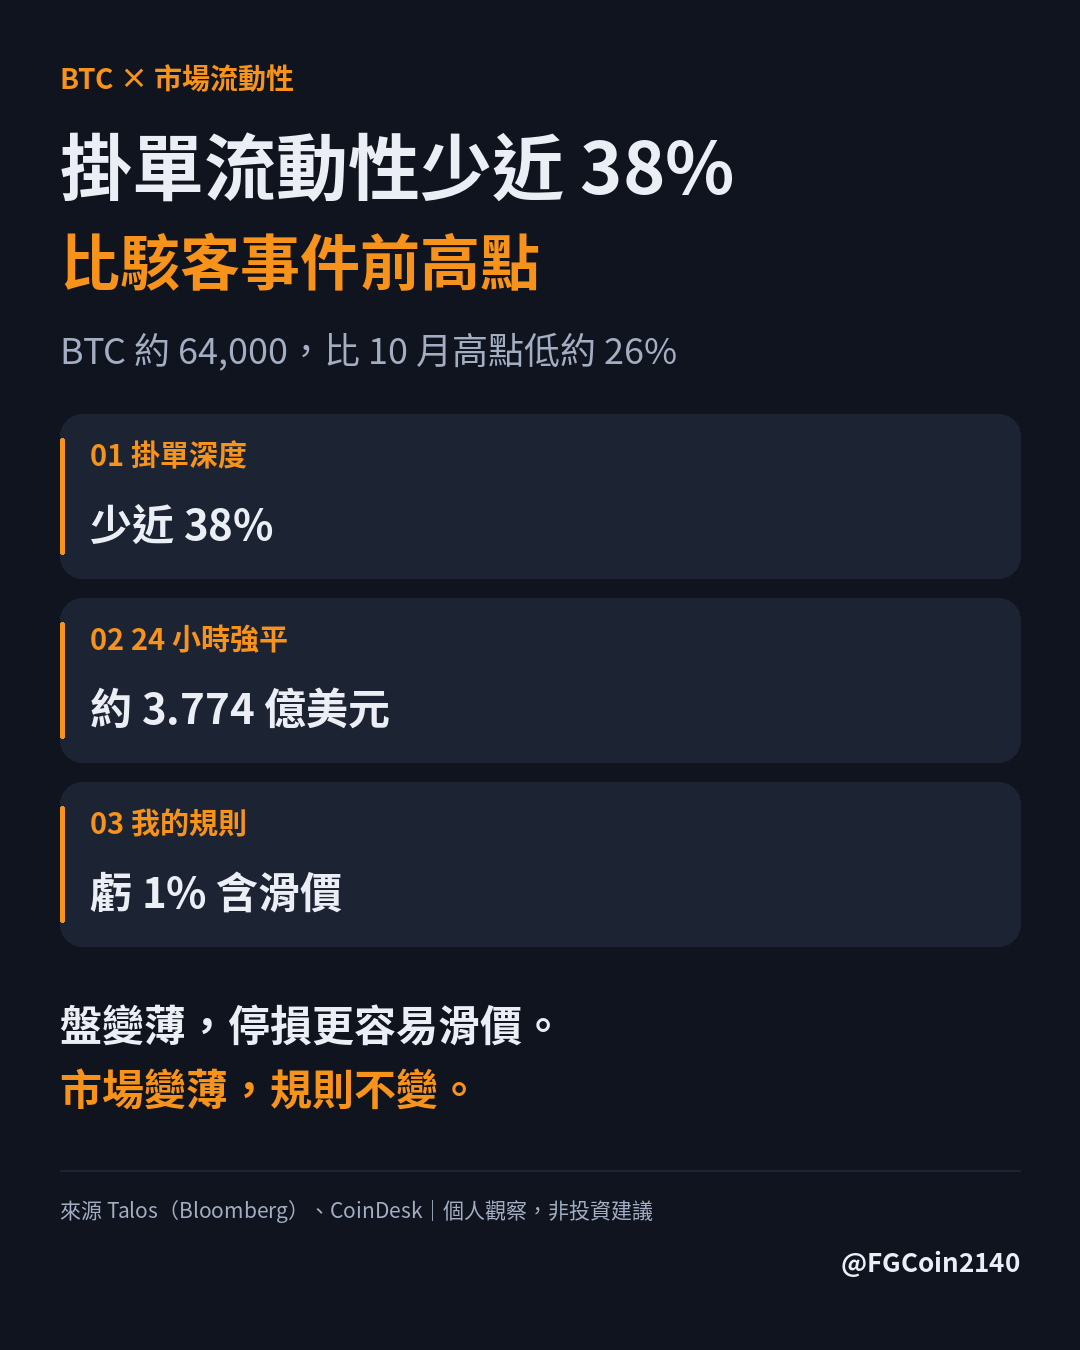 BTC × 市場流動性
掛單流動性少近 38%
比駭客事件前高點
BTC 約 64,000，比 10 月高點低約 26%
01 掛單深度
少近 38%
02 24 小時強平
約 3.774 億美元
03 我的規則
虧 1% 含滑價
盤變薄，停損更容易滑價。
市場變薄，規則不變。
來源 Talos（Bloomberg）、CoinDesk｜個人觀察，非投資建議
@FGCoin2140